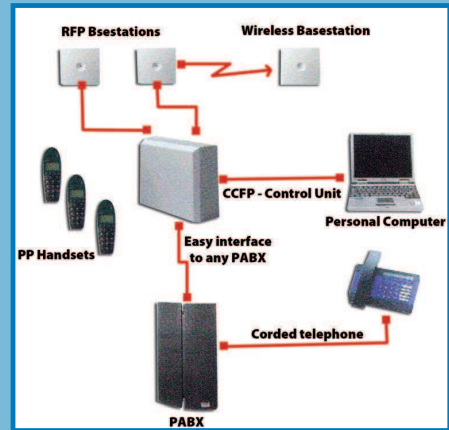 RFP Bsestations
Wireless Basestation
CCFP - Control Unit
Personal Computer
PP Handsets
Easy interface
to any PABX
Corded telephone
PABX